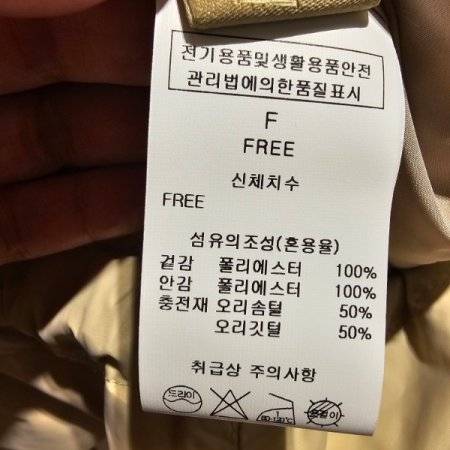 전기용품및생활용품안전
관리법에의한품질표시
F
FREE
신체치수
FREE
섬유의조성(혼용율)
겉감 폴리에스터 100%
안감 폴리에스터 100%
충전재 오리솜털 50%
오리깃털 50%
취급상 주의사항
드라이
80-120℃